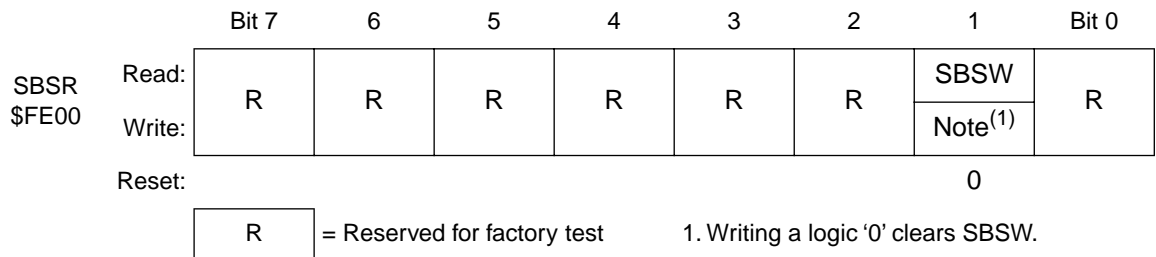 Bit 7 6 5 4 3 2 1 Bit 0
SBSR Read: R R R R R R SBSW R
$FE00 Write: Note(1)
Reset: 0
R = Reserved for factory test 1. Writing a logic ‘0’ clears SBSW.